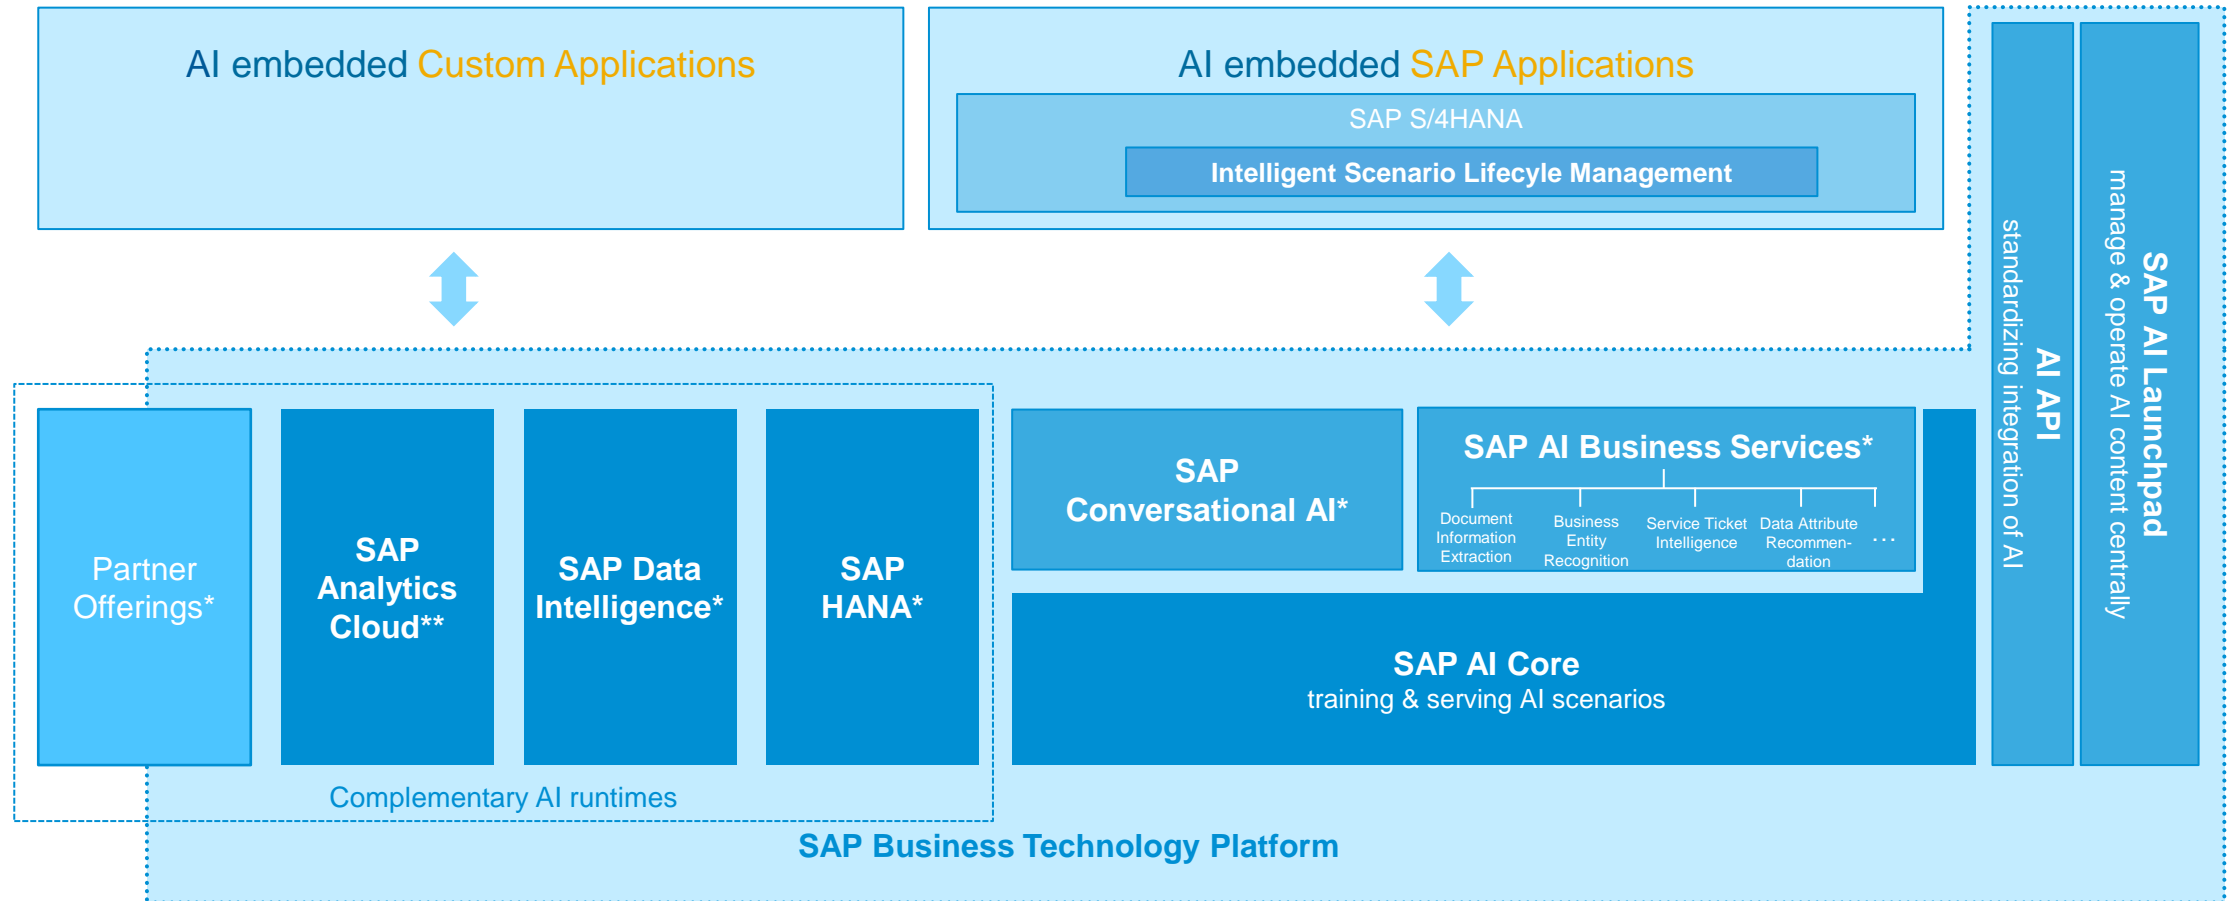 AI embedded Custom Applications
AI embedded SAP Applications
SAP S/4HANA
Intelligent Scenario Lifecyle Management
AI API
standardizing integration of AI
SAP AI Launchpad
manage & operate AI content centrally
Partner
Offerings*
SAP
Analytics
Cloud**
SAP Data
Intelligence*
SAP
HANA*
Complementary AI runtimes
SAP
Conversational AI*
SAP AI Business Services*
Document
Information
Extraction
Business
Entity
Recognition
Service Ticket
Intelligence
Data Attribute
Recommen-
dation
...
SAP AI Core
training & serving AI scenarios
SAP Business Technology Platform